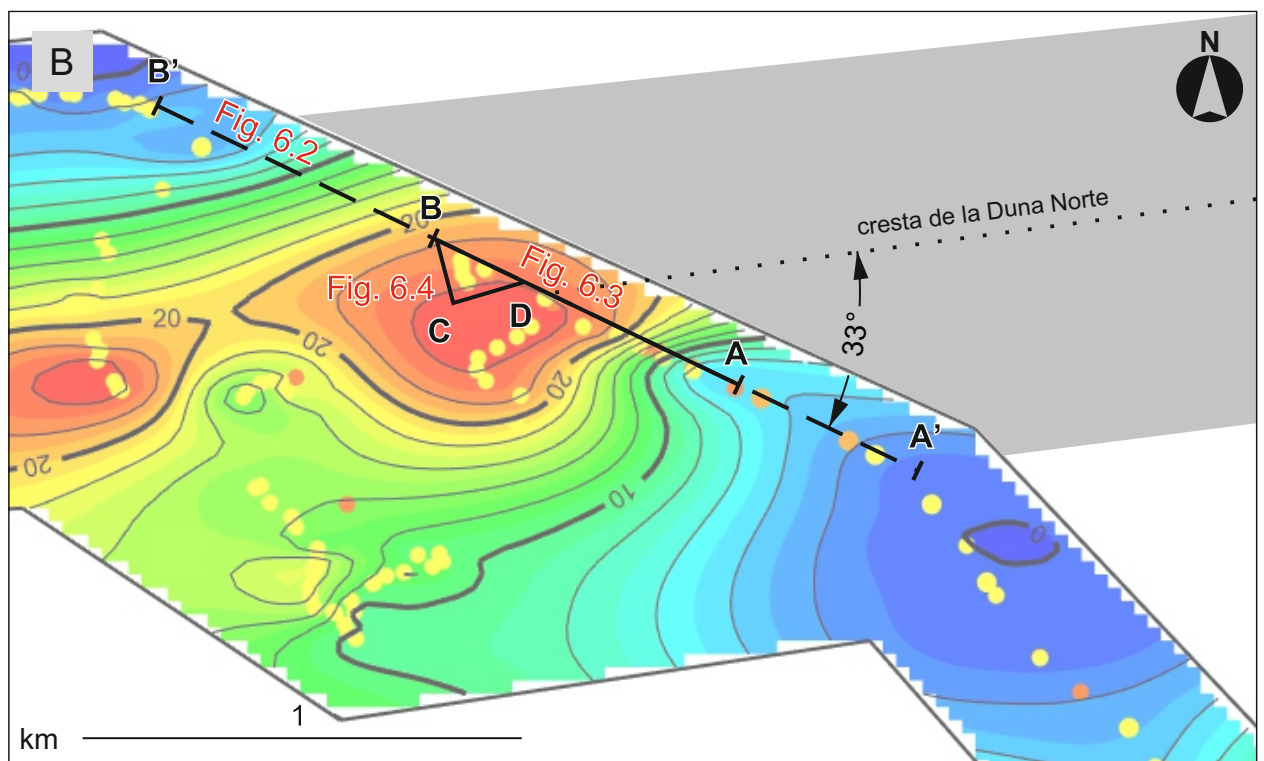 B
N
0
B’
Fig. 6.2
cresta de la Duna Norte
B
20
Fig. 6.3
Fig. 6.4
C
D
20
20
33°
A
20
A’
20
10
0
1
km